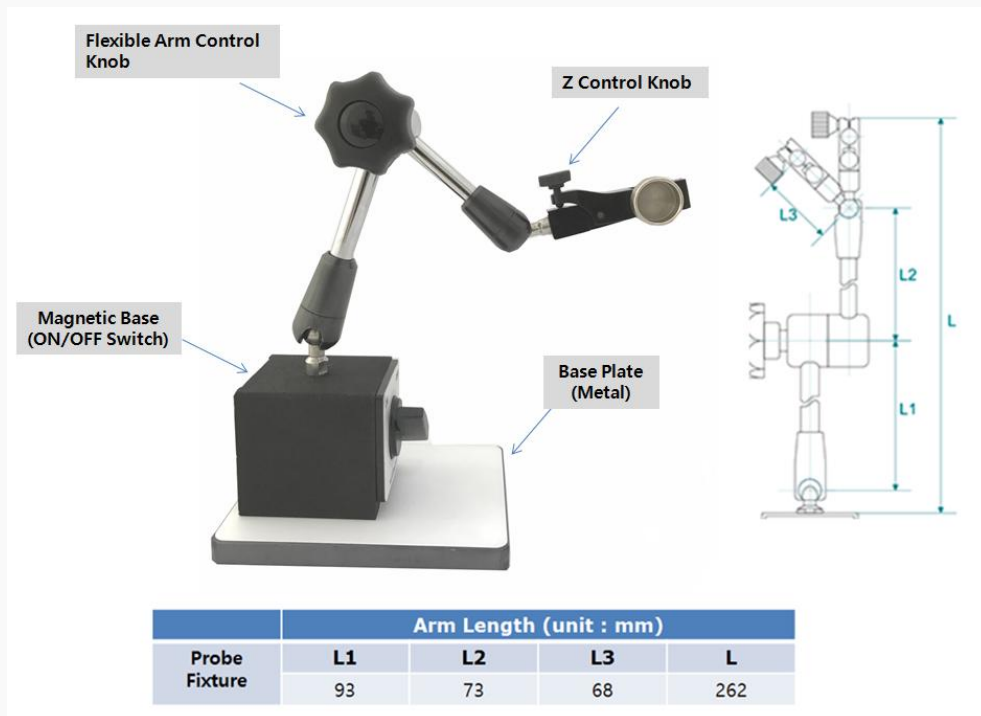 Flexible Arm Control
Knob
Z Control Knob
L3
L2
L
Magnetic Base
(ON/OFF Switch)
Base Plate
(Metal)
L1
Arm Length (unit : mm)
Probe
Fixture
L1 L2 L3 L
93 73 68 262